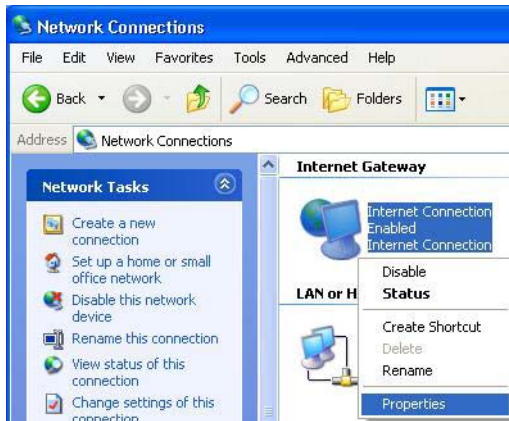 Network Connections
File Edit View Favorites Tools Advanced Help
Back Search Folders
Address Network Connections
Network Tasks
Create a new
connection
Set up a home or small
office network
Disable this network
device
Rename this connection
View status of this
connection
Change settings of this
connection
Internet Gateway
Internet Connection
Enabled
Internet Connection
LAN or H
Disable
Status
Create Shortcut
Delete
Rename
Properties